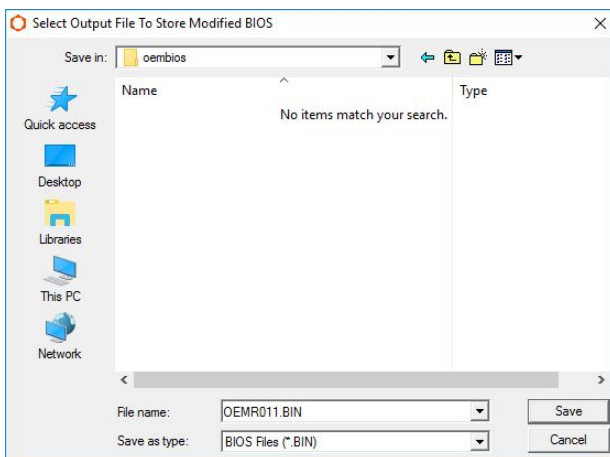 Select Output File To Store Modified BIOS
Save in: oembios
Name Type
No items match your search.
Quick access
Desktop
Libraries
This PC
Network
File name: OEMR011.BIN Save
Save as type: BIOS Files (*.BIN) Cancel